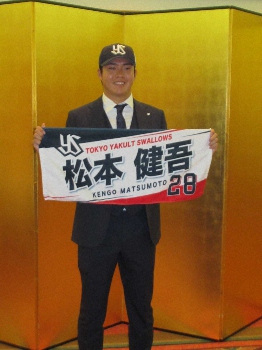 YS
YS
TOKYO YAKULT SWALLOWS
松本 健吾
KENGO MATSUMOTO
28